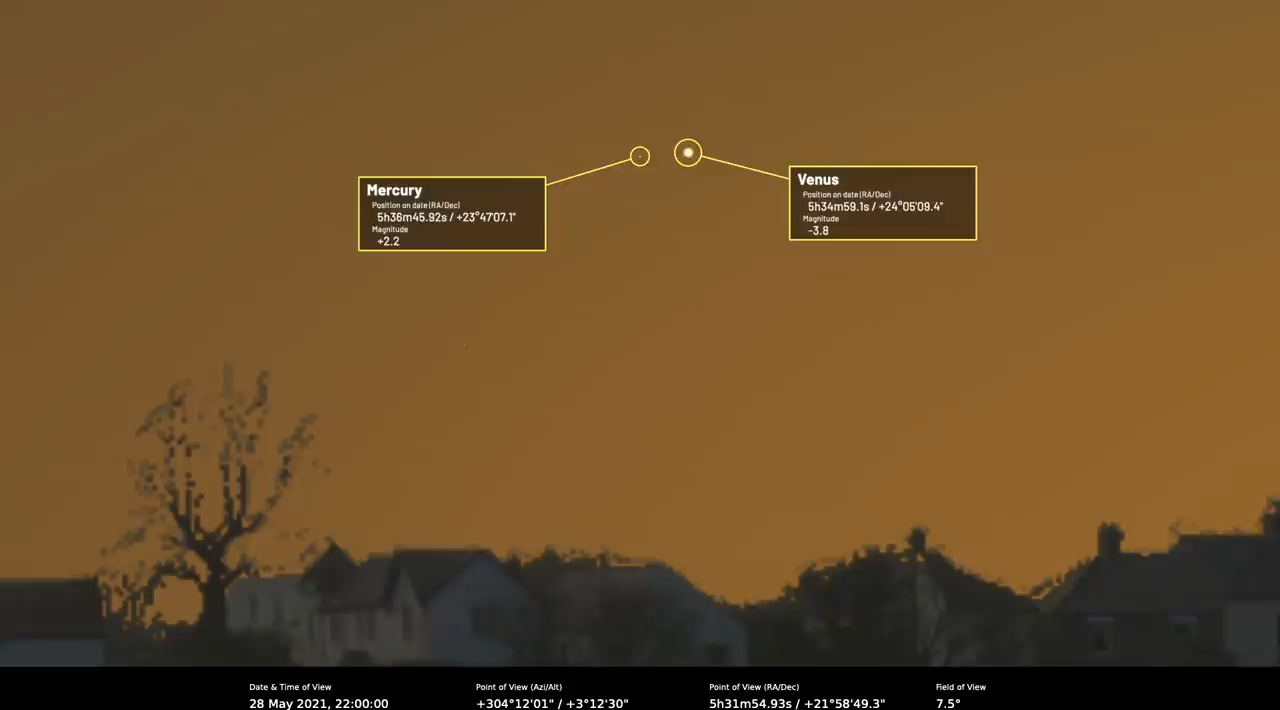 Mercury
Position on date (RA/Dec)
5h36m45.92s / +23°47'07.1"
Magnitude
+2.2
Venus
Position on date (RA/Dec)
5h34m59.1s / +24°05'09.4"
Magnitude
-3.8
Date & Time of View
28 May 2021, 22:00:00
Point of View (Azi/Alt)
+304°12'01" / +3°12'30"
Point of View (RA/Dec)
5h31m54.93s / +21°58'49.3"
Field of View
7.5°